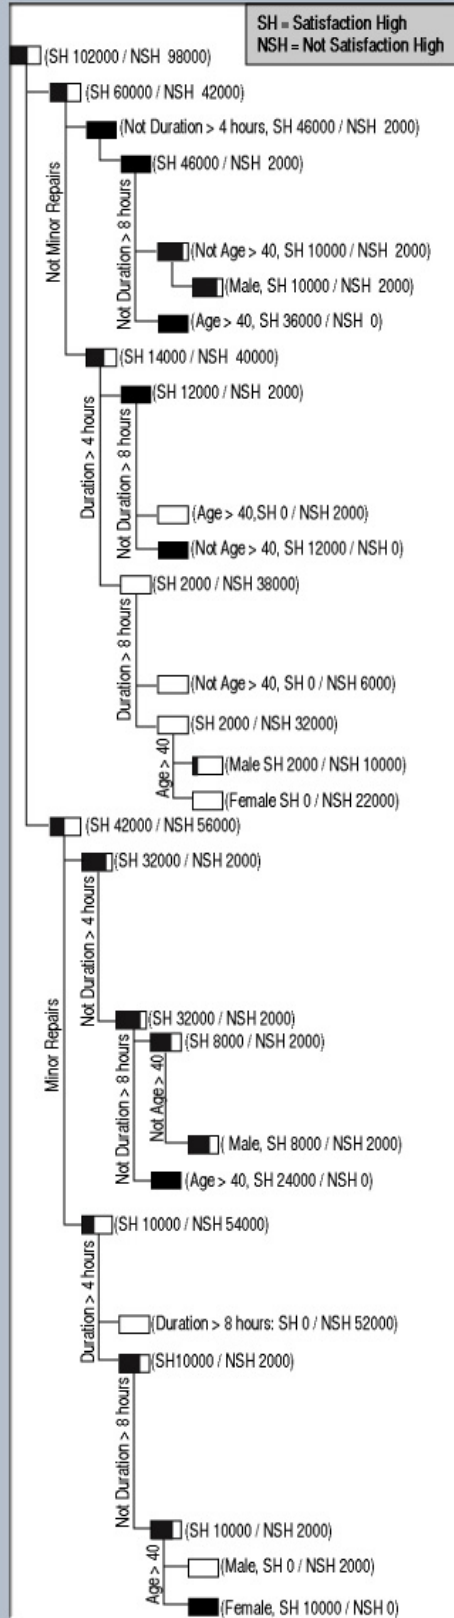 SH = Satisfaction High
NSH = Not Satisfaction High
(SH 102000 / NSH 98000)
(SH 60000 / NSH 42000)
Not Minor Repairs
(Not Duration > 4 hours, SH 46000 / NSH 2000)
(SH 46000 / NSH 2000)
Not Duration > 8 hours
(Not Age > 40, SH 10000 / NSH 2000)
(Male, SH 10000 / NSH 2000)
(Age > 40, SH 36000 / NSH 0)
(SH 14000 / NSH 40000)
Duration > 4 hours
(SH 12000 / NSH 2000)
Not Duration > 8 hours
(Age > 40,SH 0 / NSH 2000)
(Not Age > 40, SH 12000 / NSH 0)
(SH 2000 / NSH 38000)
Duration > 8 hours
(Not Age > 40, SH 0 / NSH 6000)
(SH 2000 / NSH 32000)
Age > 40
(Male SH 2000 / NSH 10000)
(Female SH 0 / NSH 22000)
(SH 42000 / NSH 56000)
Minor Repairs
(SH 32000 / NSH 2000)
Not Duration > 4 hours
(SH 32000 / NSH 2000)
Not Duration > 8 hours
(SH 8000 / NSH 2000)
Not Age > 40
( Male, SH 8000 / NSH 2000)
(Age > 40, SH 24000 / NSH 0)
(SH 10000 / NSH 54000)
Duration > 4 hours
(Duration > 8 hours: SH 0 / NSH 52000)
(SH10000 / NSH 2000)
Not Duration > 8 hours
(SH 10000 / NSH 2000)
Age > 40
(Male, SH 0 / NSH 2000)
(Female, SH 10000 / NSH 0)